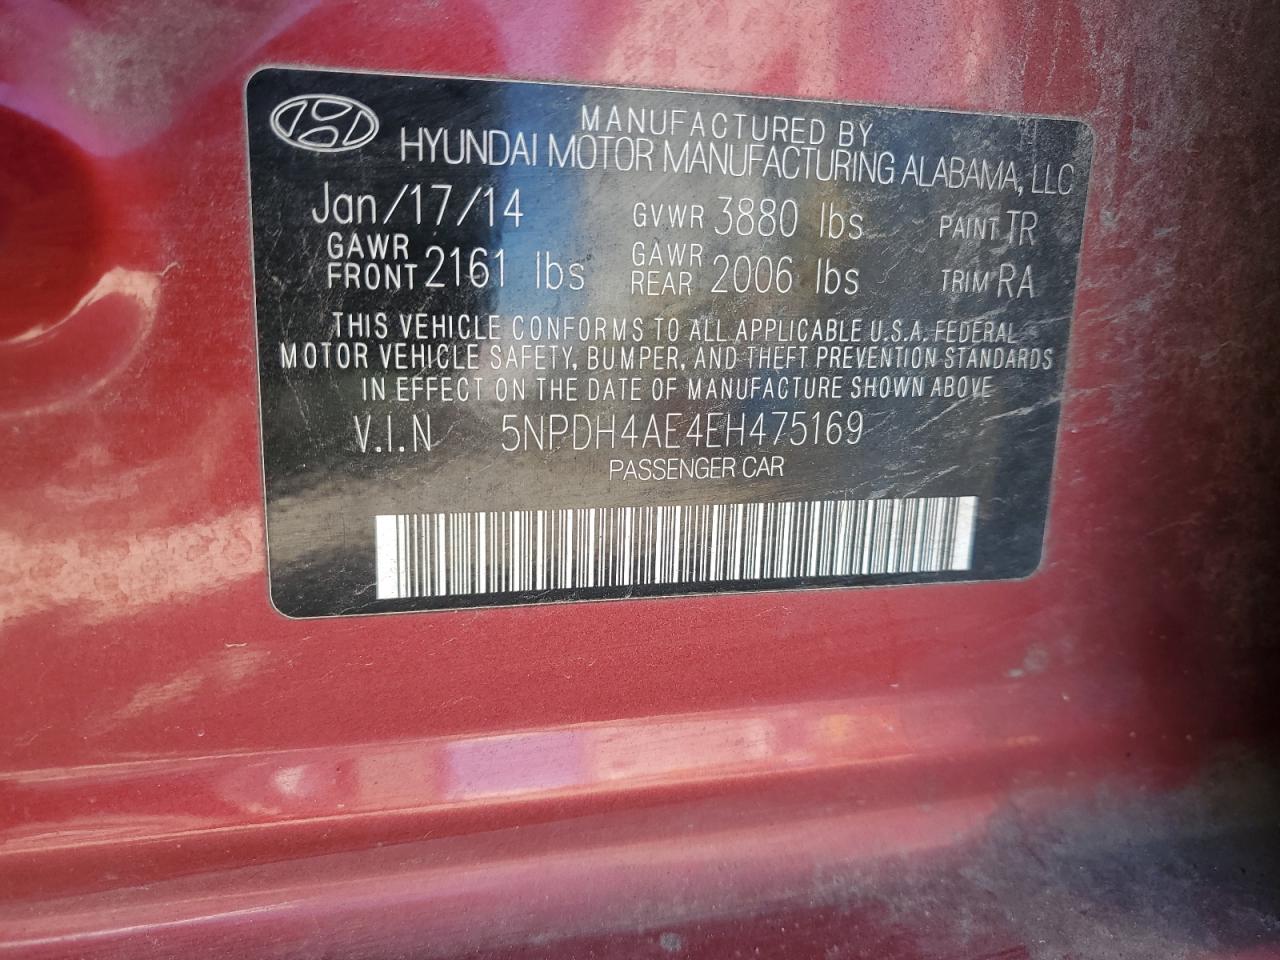 MANUFACTURED BY
HYUNDAI MOTOR MANUFACTURING ALABAMA, LLC
Jan/17/14 GVWR 3880 lbs PAINT TR
GAWR FRONT 2161 lbs GAWR REAR 2006 lbs TRIM RA
THIS VEHICLE CONFORMS TO ALL APPLICABLE U.S.A. FEDERAL
MOTOR VEHICLE SAFETY, BUMPER, AND THEFT PREVENTION STANDARDS
IN EFFECT ON THE DATE OF MANUFACTURE SHOWN ABOVE
V.I.N 5NPDH4AE4EH475169
PASSENGER CAR